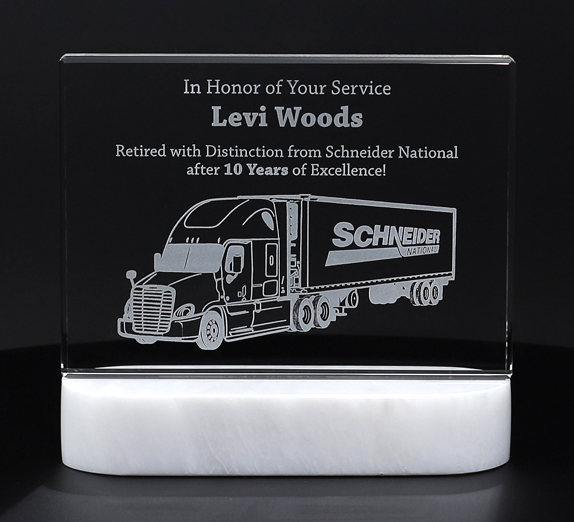 In Honor of Your Service
Levi Woods
Retired with Distinction from Schneider National
after 10 Years of Excellence!
SCHNEIDER
NATIONAL